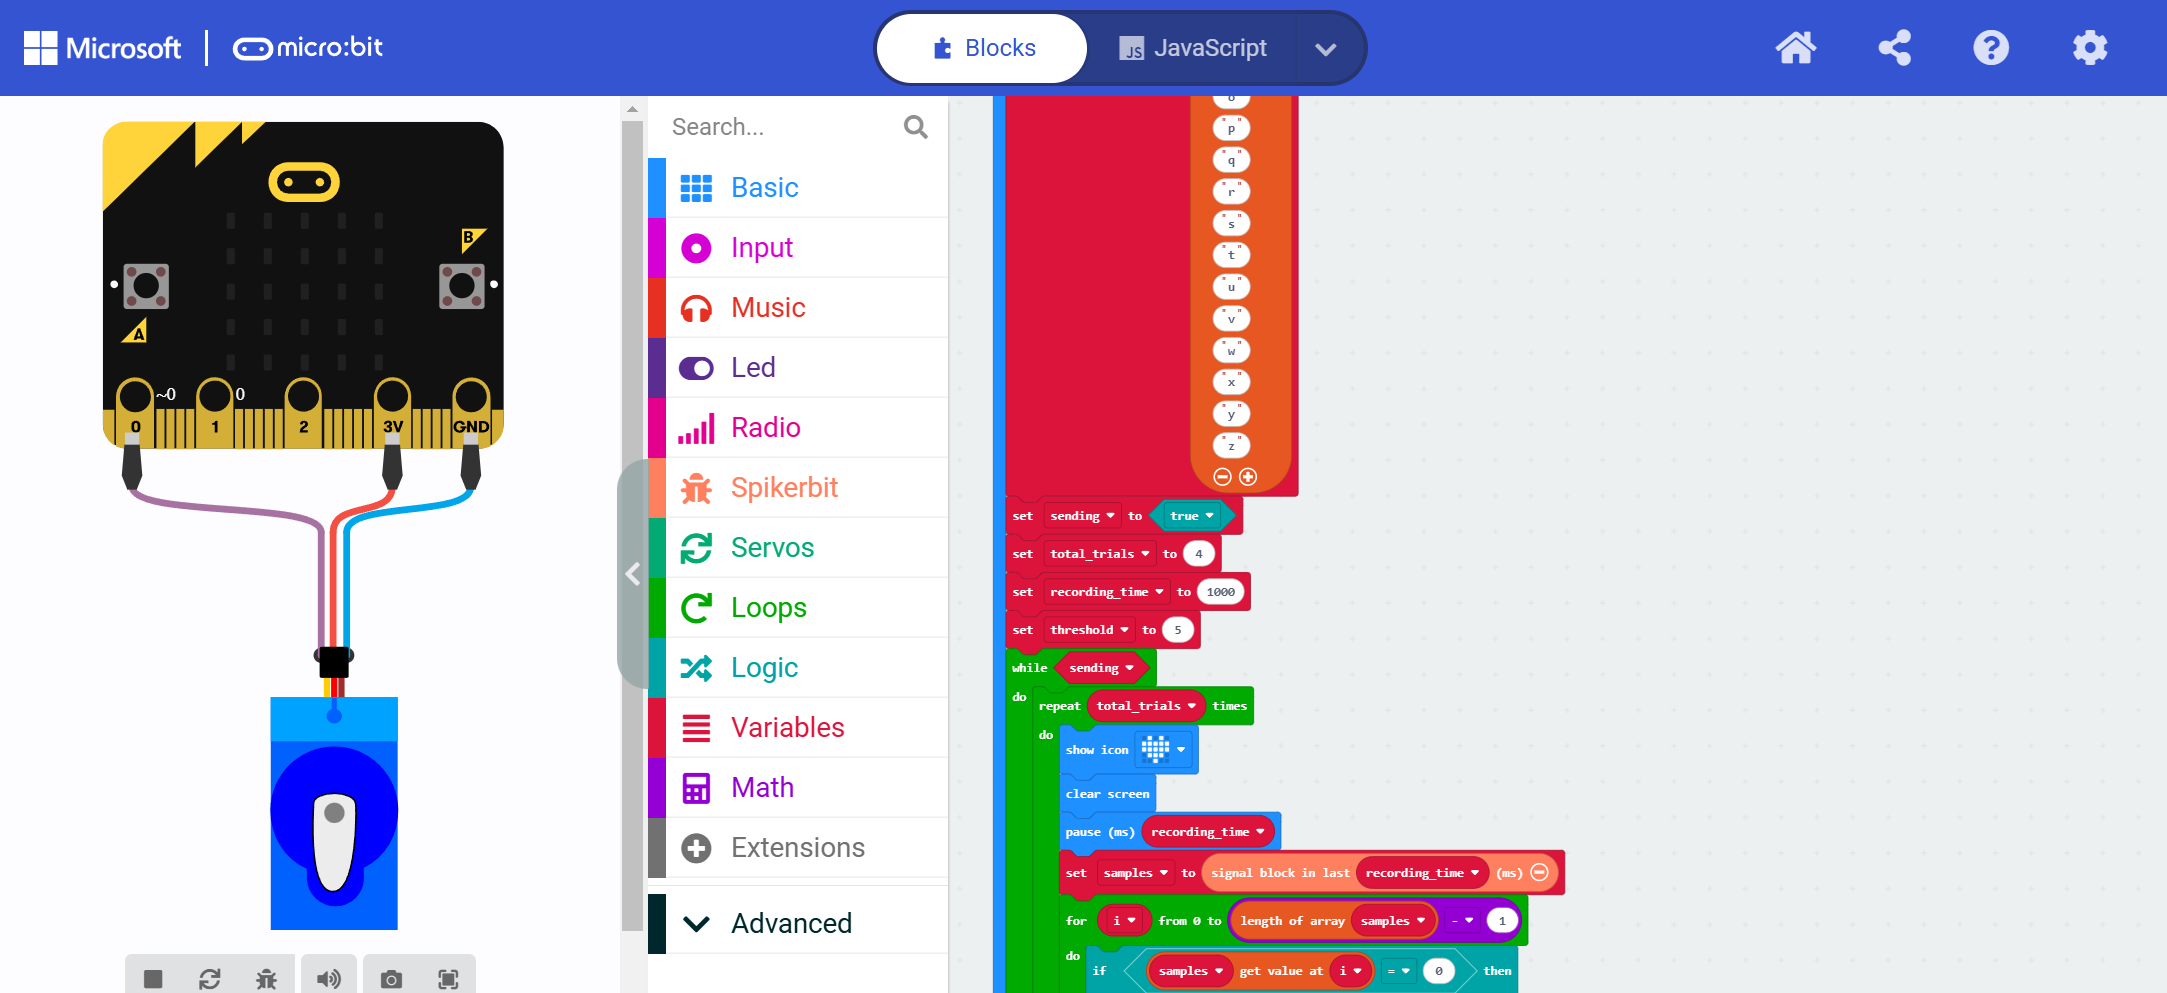 Microsoft | micro:bit
Blocks
JavaScript
B
A
~0
0
0
1
2
3V
GND
Search...
Basic
Input
Music
Led
Radio
Spikerbit
Servos
Loops
Logic
Variables
Math
Extensions
Advanced
"p"
"q"
"r"
"s"
"t"
"u"
"v"
"w"
"x"
"y"
"z"
set sending to true
set total_trials to 4
set recording_time to 1000
set threshold to 5
while sending
do
repeat total_trials times
do
show icon
clear screen
pause (ms) recording_time
set samples to signal block in last recording_time (ms)
for i from 0 to length of array samples - 1
do
if samples get value at i = 0 then